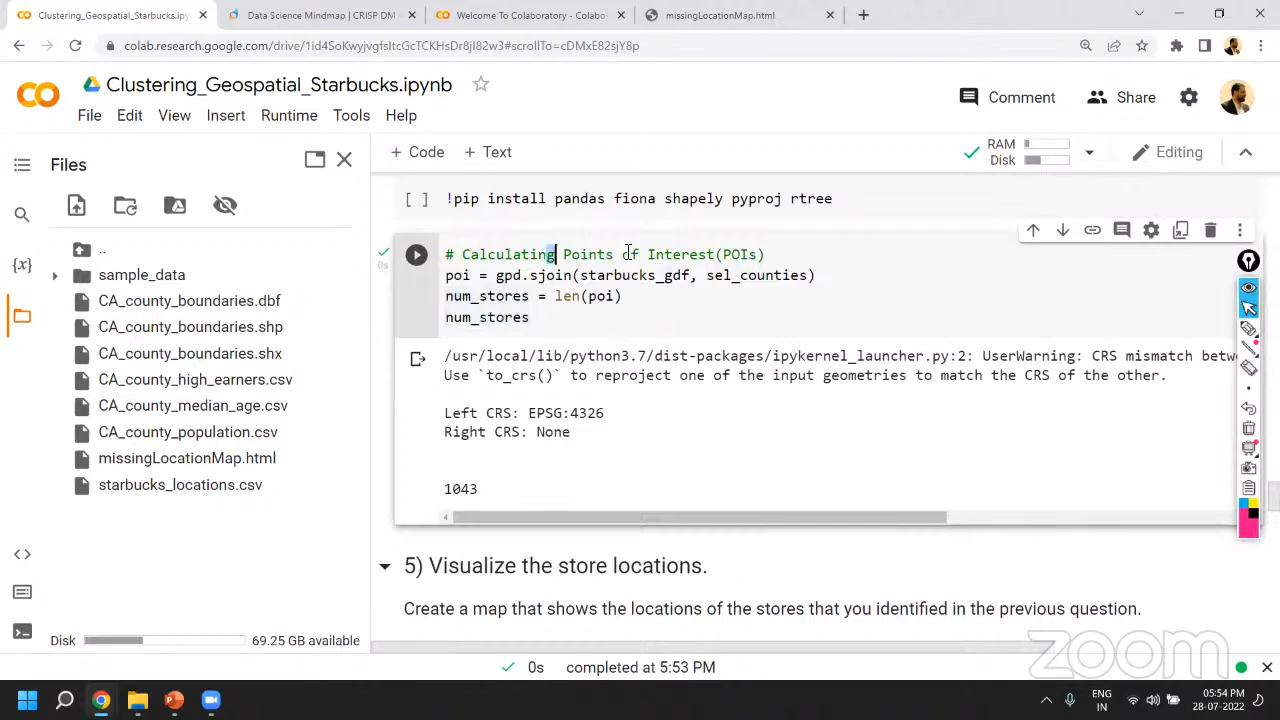 Clustering_Geospatial_Starbucks.ipynb
Data Science Mindmap | CRISP DM
Welcome To Colaboratory - Colabo
missingLocationMap.html
colab.research.google.com/drive/1id4SoKwyjvgfsItcGcTCKHsDr8jI82w3#scrollTo=cDMxE82sjY8p
Clustering_Geospatial_Starbucks.ipynb
File Edit View Insert Runtime Tools Help
Comment Share
Files
+ Code + Text
RAM
Disk
Editing
..
sample_data
CA_county_boundaries.dbf
CA_county_boundaries.shp
CA_county_boundaries.shx
CA_county_high_earners.csv
CA_county_median_age.csv
CA_county_population.csv
missingLocationMap.html
starbucks_locations.csv
Disk 69.25 GB available
[ ] !pip install pandas fiona shapely pyproj rtree
0s
# Calculating Points of Interest(POIs)
poi = gpd.sjoin(starbucks_gdf, sel_counties)
num_stores = len(poi)
num_stores
/usr/local/lib/python3.7/dist-packages/ipykernel_launcher.py:2: UserWarning: CRS mismatch betw
Use `to_crs()` to reproject one of the input geometries to match the CRS of the other.
Left CRS: EPSG:4326
Right CRS: None
1043
5) Visualize the store locations.
Create a map that shows the locations of the stores that you identified in the previous question.
zoom
0s completed at 5:53 PM
ENG
IN
05:54 PM
28-07-2022